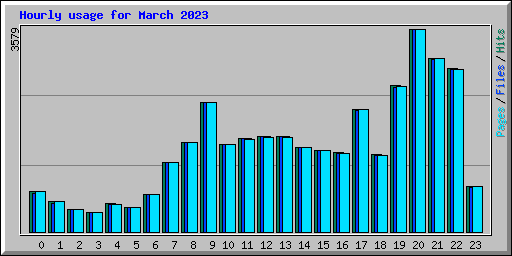 Hourly usage for March 2023
3579
Pages / Files / Hits
0 1 2 3 4 5 6 7 8 9 10 11 12 13 14 15 16 17 18 19 20 21 22 23